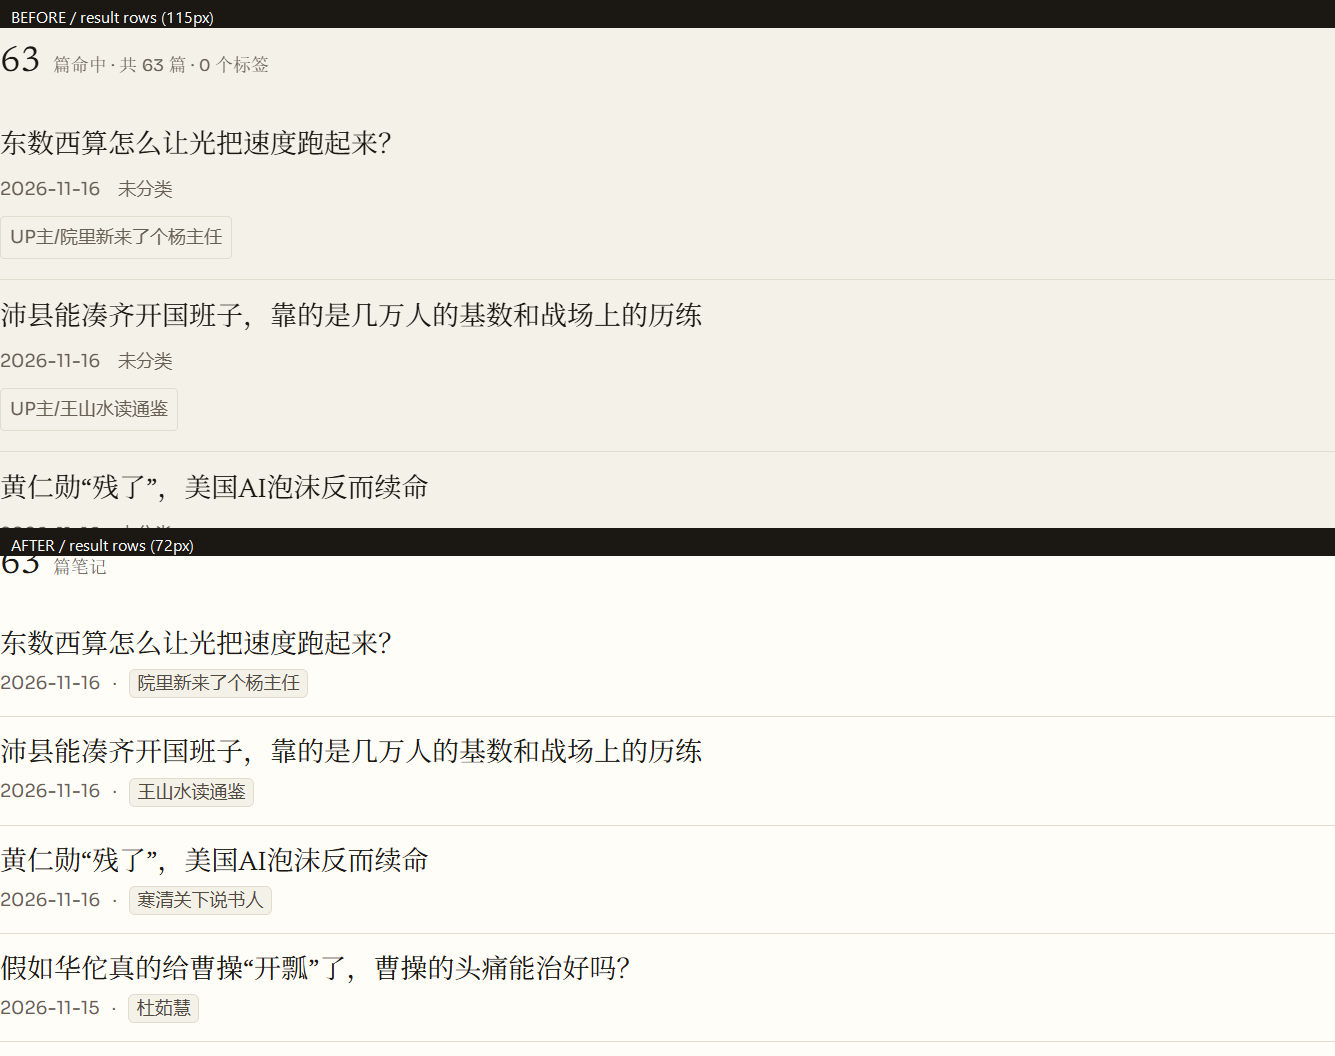 BEFORE / result rows (115px)
63 篇命中 · 共 63 篇 · 0 个标签
东数西算怎么让光把速度跑起来？
2026-11-16 未分类
UP主/院里新来了个杨主任
沛县能凑齐开国班子，靠的是几万人的基数和战场上的历练
2026-11-16 未分类
UP主/王山水读通鉴
黄仁勋“残了”，美国AI泡沫反而续命
AFTER / result rows (72px)
63 篇笔记
东数西算怎么让光把速度跑起来？
2026-11-16 · 院里新来了个杨主任
沛县能凑齐开国班子，靠的是几万人的基数和战场上的历练
2026-11-16 · 王山水读通鉴
黄仁勋“残了”，美国AI泡沫反而续命
2026-11-16 · 寒清关下说书人
假如华佗真的给曹操“开瓢”了，曹操的头痛能治好吗？
2026-11-15 · 杜茹慧